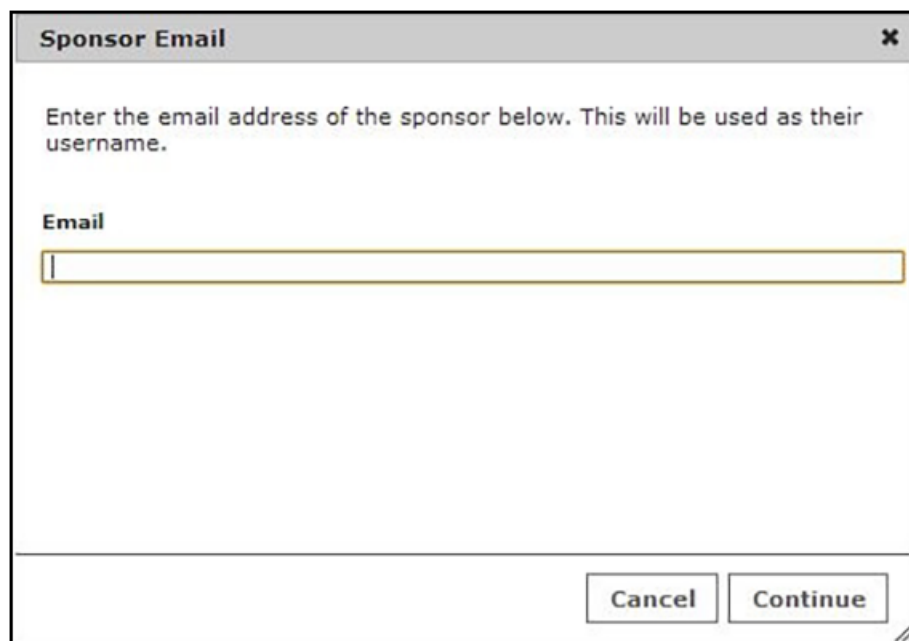 Sponsor Email
Enter the email address of the sponsor below. This will be used as their
username.
Email
Cancel
Continue